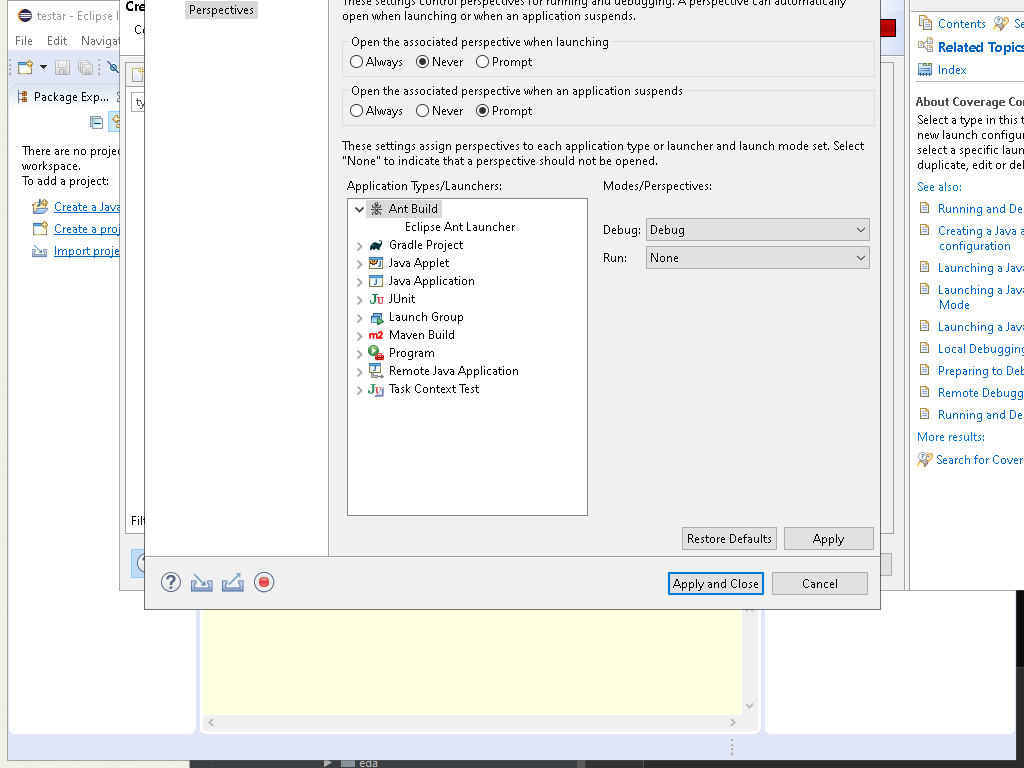 testar - Eclipse
Cre
Perspectives
These settings control perspectives for running and debugging. A perspective can automatically
open when launching or when an application suspends.
File Edit Navigat
Contents
Se
Related Topics
Index
Open the associated perspective when launching
Always Never Prompt
Package Exp...
ty
Open the associated perspective when an application suspends
Always Never Prompt
There are no proje
workspace.
To add a project:
Create a Java
Create a proj
Import proje
These settings assign perspectives to each application type or launcher and launch mode set. Select
"None" to indicate that a perspective should not be opened.
Application Types/Launchers:
Modes/Perspectives:
Ant Build
Eclipse Ant Launcher
Gradle Project
Java Applet
Java Application
JUnit
Launch Group
Maven Build
Program
Remote Java Application
Task Context Test
Debug: Debug
Run: None
About Coverage Co
Select a type in this t
new launch configur
select a specific laun
duplicate, edit or del
See also:
Running and De
Creating a Java a
configuration
Launching a Java
Launching a Java
Mode
Launching a Java
Local Debugging
Preparing to Deb
Remote Debugg
Running and De
More results:
Search for Cover
Filt
Restore Defaults Apply
Apply and Close Cancel
eda